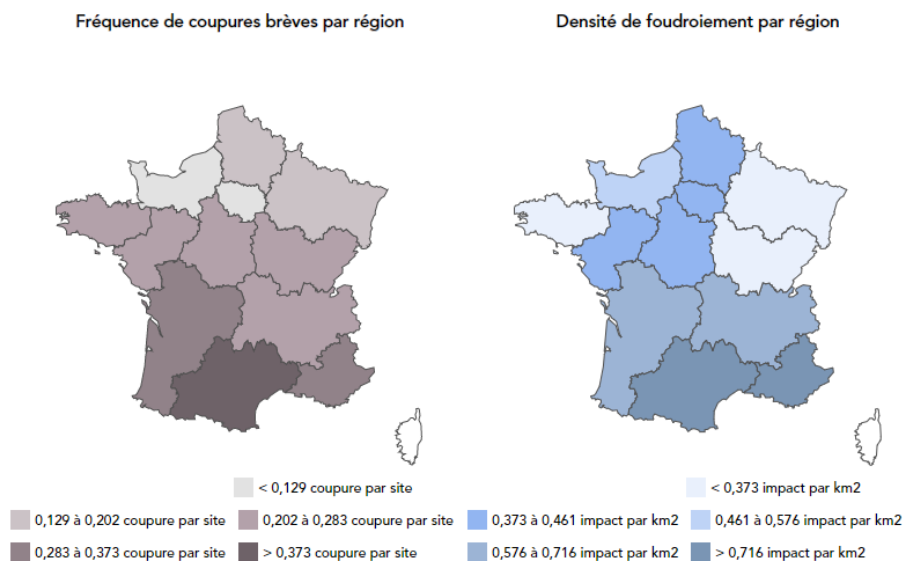 Fréquence de coupures brèves par région
Densité de foudroiement par région
< 0,129 coupure par site
0,129 à 0,202 coupure par site
0,202 à 0,283 coupure par site
0,283 à 0,373 coupure par site
> 0,373 coupure par site
< 0,373 impact par km2
0,373 à 0,461 impact par km2
0,461 à 0,576 impact par km2
0,576 à 0,716 impact par km2
> 0,716 impact par km2